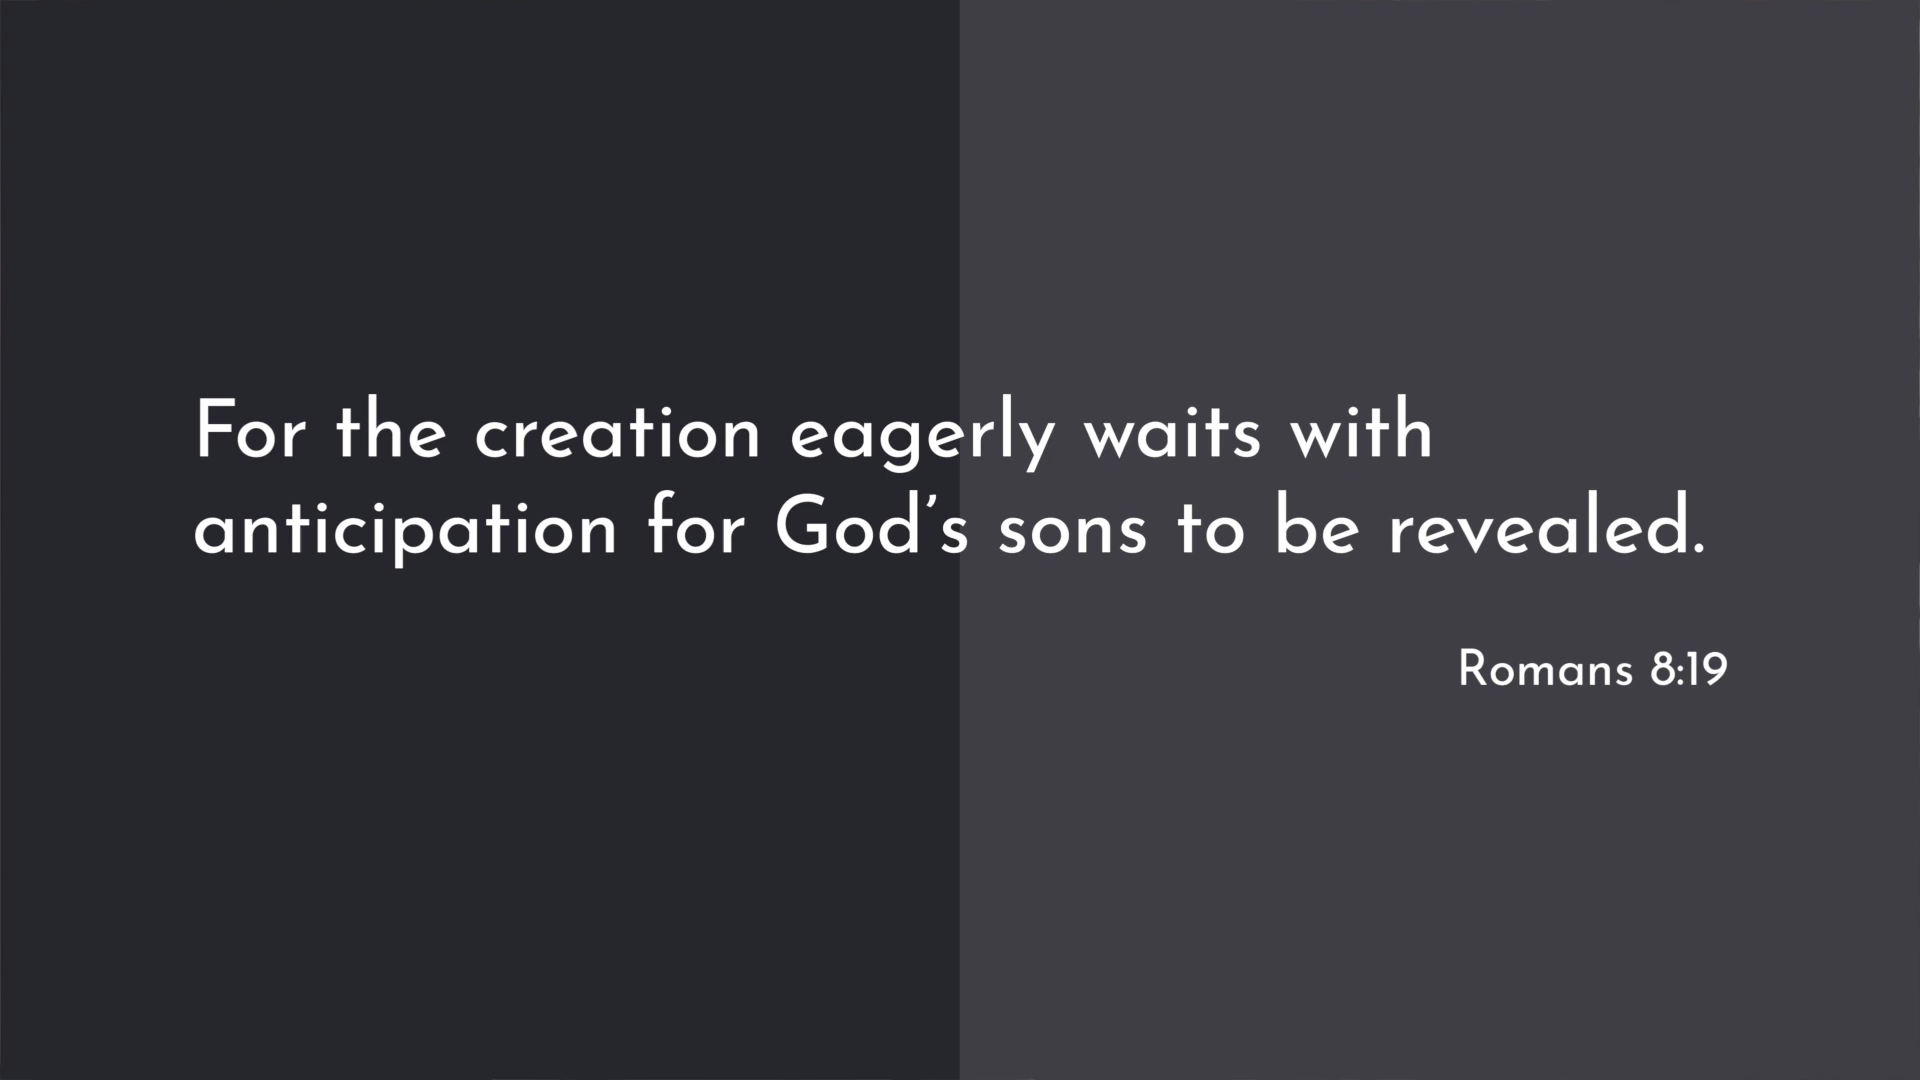 For the creation eagerly waits with
anticipation for God’s sons to be revealed.
Romans 8:19